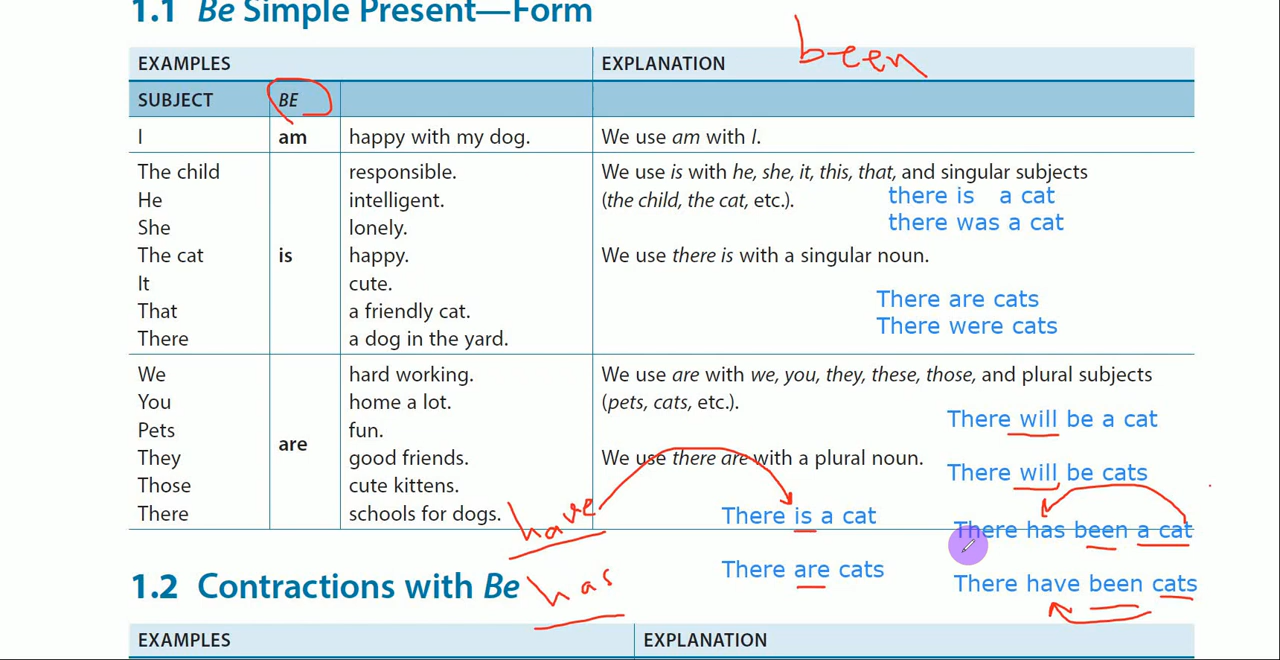 1.1 Be Simple Present—Form
been
EXAMPLES EXPLANATION
SUBJECT BE
I am happy with my dog. We use am with I.
The child responsible. We use is with he, she, it, this, that, and singular subjects
He intelligent. (the child, the cat, etc.). there is a cat
She lonely. there was a cat
The cat is happy. We use there is with a singular noun.
It cute. There are cats
That a friendly cat. There were cats
There a dog in the yard.
We hard working. We use are with we, you, they, these, those, and plural subjects
You home a lot. (pets, cats, etc.). There will be a cat
Pets are fun.
They good friends. We use there are with a plural noun. There will be cats
Those cute kittens.
There schools for dogs. have There is a cat There has been a cat
1.2 Contractions with Be has There are cats There have been cats
EXAMPLES EXPLANATION